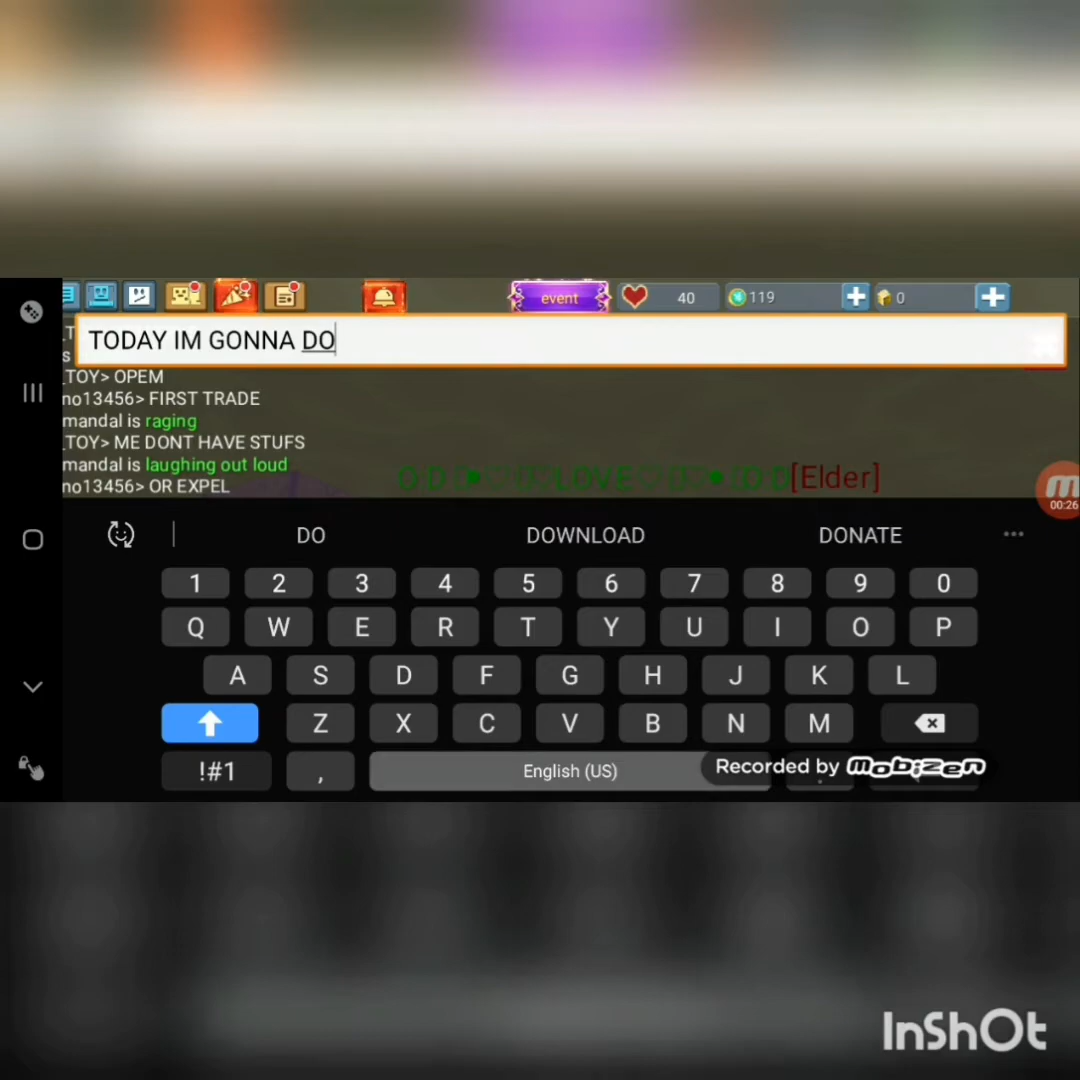 event
40
119
0
TODAY IM GONNA DO
_TOY> OPEM
no13456> FIRST TRADE
mandal is raging
_TOY> ME DONT HAVE STUFS
mandal is laughing out loud
no13456> OR EXPEL
LOVE
[Elder]
00:26
DO DOWNLOAD DONATE
1 2 3 4 5 6 7 8 9 0
Q W E R T Y U I O P
A S D F G H J K L
Z X C V B N M
!#1 , English (US)
Recorded by mobizen
InShOt